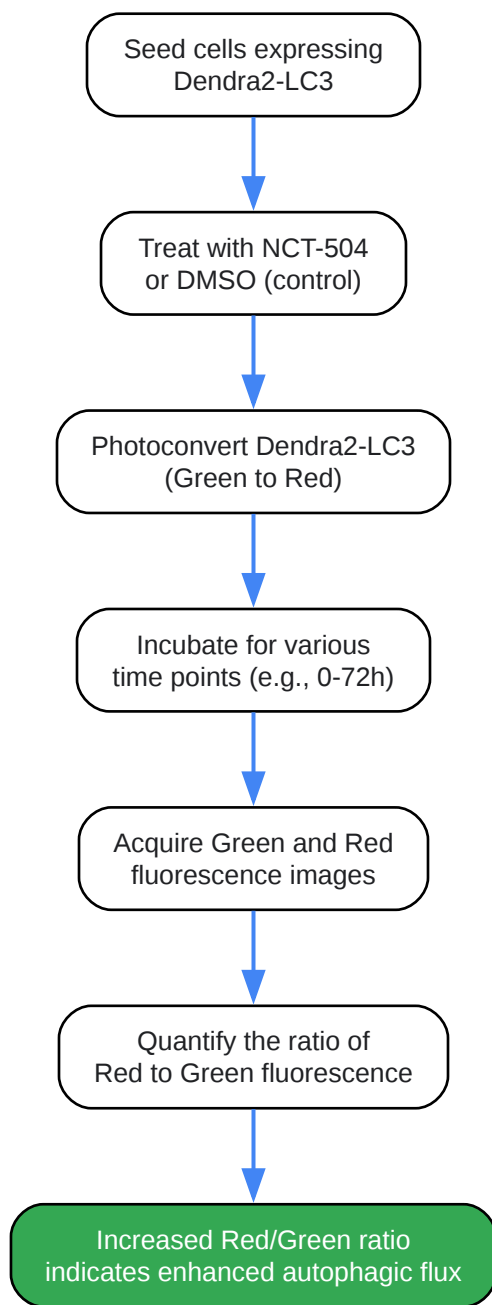 Seed cells expressing
Dendra2-LC3
Treat with NCT-504
or DMSO (control)
Photoconvert Dendra2-LC3
(Green to Red)
Incubate for various
time points (e.g., 0-72h)
Acquire Green and Red
fluorescence images
Quantify the ratio of
Red to Green fluorescence
Increased Red/Green ratio
indicates enhanced autophagic flux